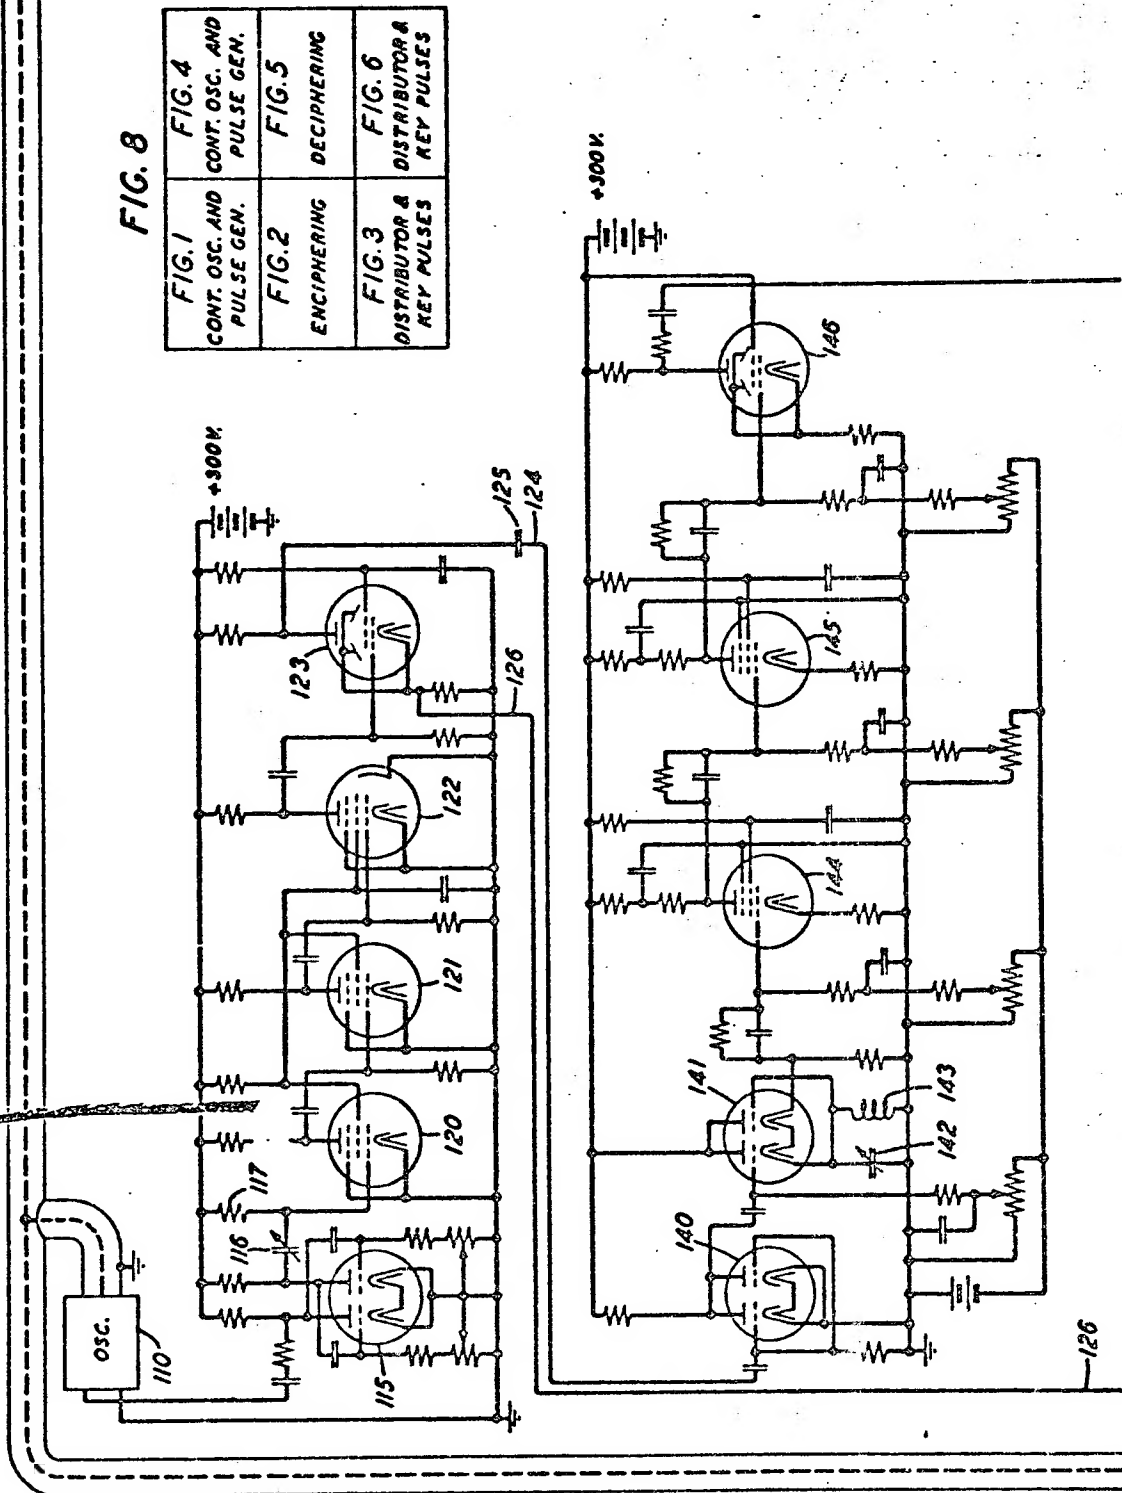 FIG. 8
FIG. 1
CONT. OSC. AND
PULSE GEN.
FIG. 4
CONT. OSC. AND
PULSE GEN.
FIG. 2
ENCIPHERING
FIG. 5
DECIPHERING
FIG. 3
DISTRIBUTOR &
KEY PULSES
FIG. 6
DISTRIBUTOR &
KEY PULSES
OSC.
110
115
116
117
120
121
122
123
+300V.
125
124
126
140
141
142
143
144
145
146
+300V.
126